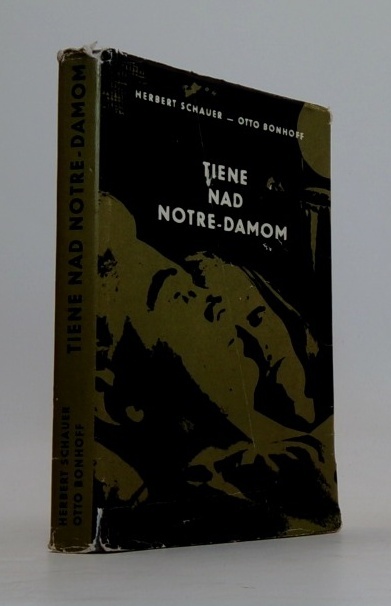 HERBERT SCHAUER — OTTO BONHOFF
TIENE
NAD
NOTRE-DAMOM
TIENE NAD NOTRE-DAMOM
HERBERT SCHAUER
OTTO BONHOFF